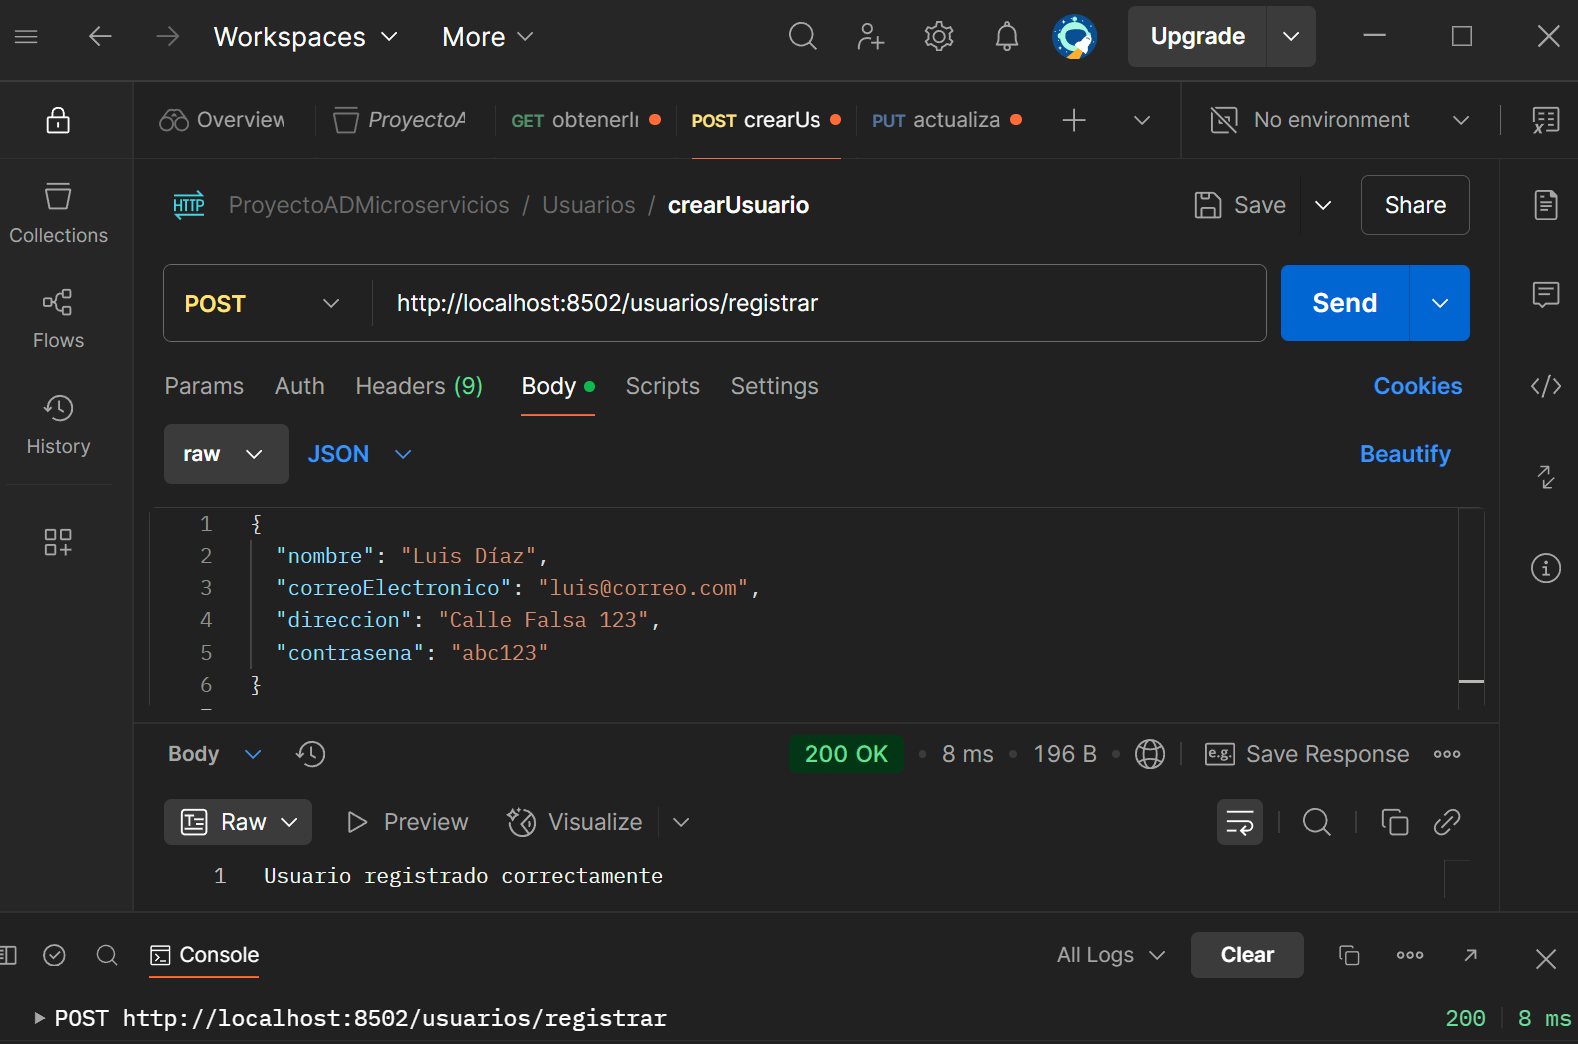 Workspaces More Upgrade
Overview ProyectoA GET obtenerIr POST crearUs PUT actualiza No environment
HTTP ProyectoADMicroservicios / Usuarios / crearUsuario Save Share
Collections
POST http://localhost:8502/usuarios/registrar Send
Flows
Params Auth Headers (9) Body Scripts Settings Cookies
History
raw JSON Beautify
1 {
2 "nombre": "Luis Díaz",
3 "correoElectronico": "luis@correo.com",
4 "direccion": "Calle Falsa 123",
5 "contrasena": "abc123"
6 }
Body 200 OK • 8 ms • 196 B • e.g. Save Response
Raw Preview Visualize
1 Usuario registrado correctamente
Console All Logs Clear
POST http://localhost:8502/usuarios/registrar 200 8 ms